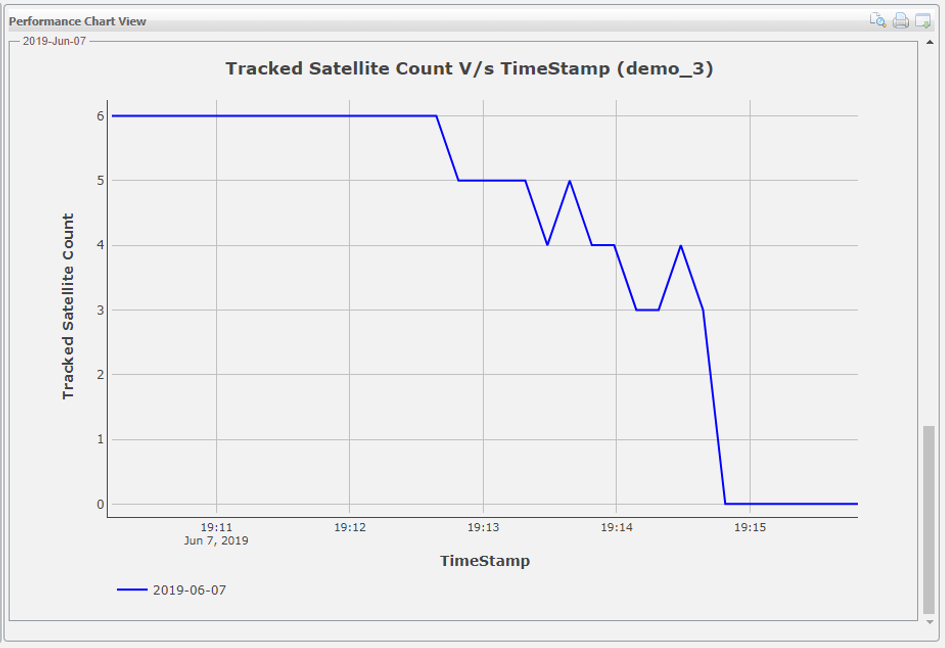 Performance Chart View
2019-Jun-07
Tracked Satellite Count V/s TimeStamp (demo_3)
Tracked Satellite Count
6
5
4
3
2
1
0
19:11 19:12 19:13 19:14 19:15
Jun 7, 2019
TimeStamp
2019-06-07